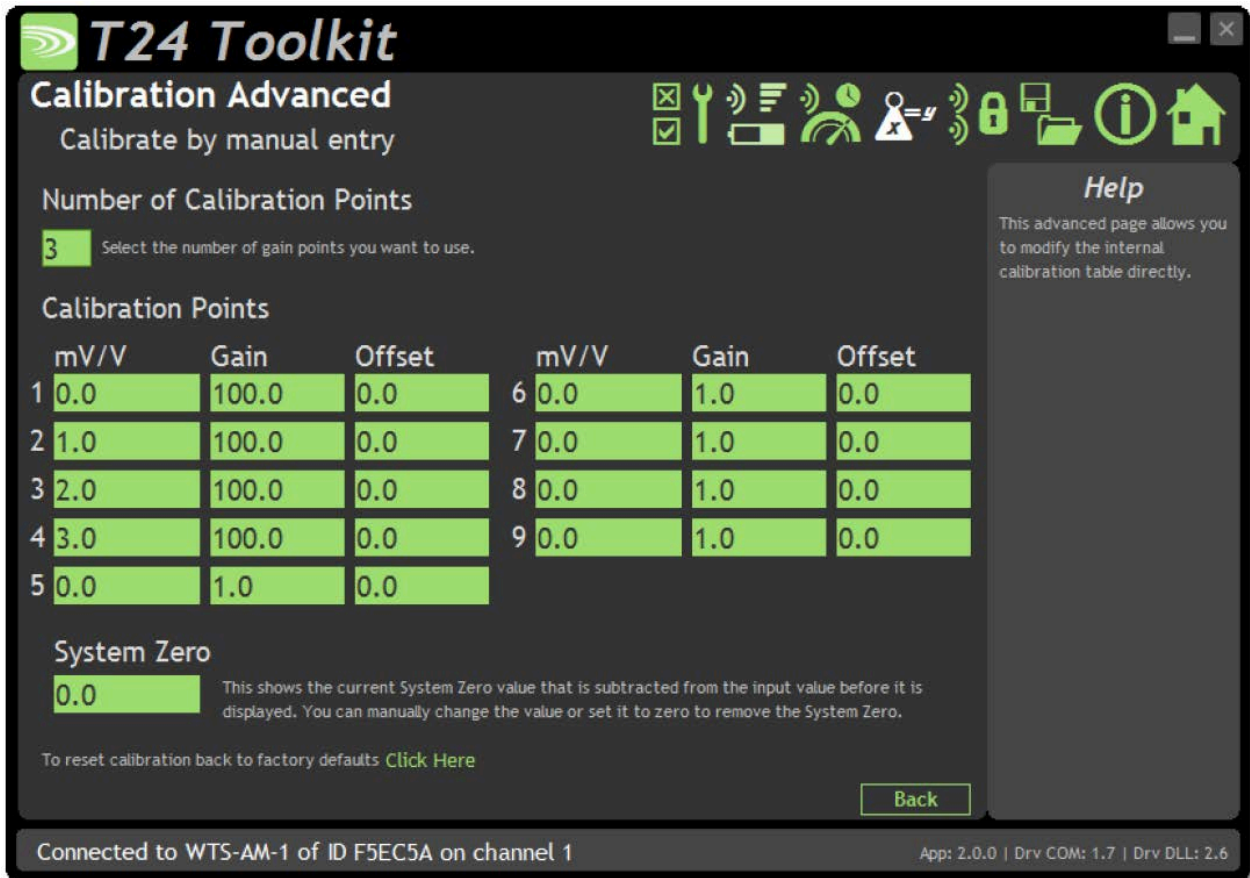 T24 Toolkit
Calibration Advanced
Calibrate by manual entry
x =y
i
Number of Calibration Points
3 Select the number of gain points you want to use.
Calibration Points
mV/V Gain Offset mV/V Gain Offset
1 0.0 100.0 0.0 6 0.0 1.0 0.0
2 1.0 100.0 0.0 7 0.0 1.0 0.0
3 2.0 100.0 0.0 8 0.0 1.0 0.0
4 3.0 100.0 0.0 9 0.0 1.0 0.0
5 0.0 1.0 0.0
System Zero
0.0 This shows the current System Zero value that is subtracted from the input value before it is
displayed. You can manually change the value or set it to zero to remove the System Zero.
To reset calibration back to factory defaults Click Here
Back
Help
This advanced page allows you
to modify the internal
calibration table directly.
Connected to WTS-AM-1 of ID F5EC5A on channel 1
App: 2.0.0 | Drv COM: 1.7 | Drv DLL: 2.6